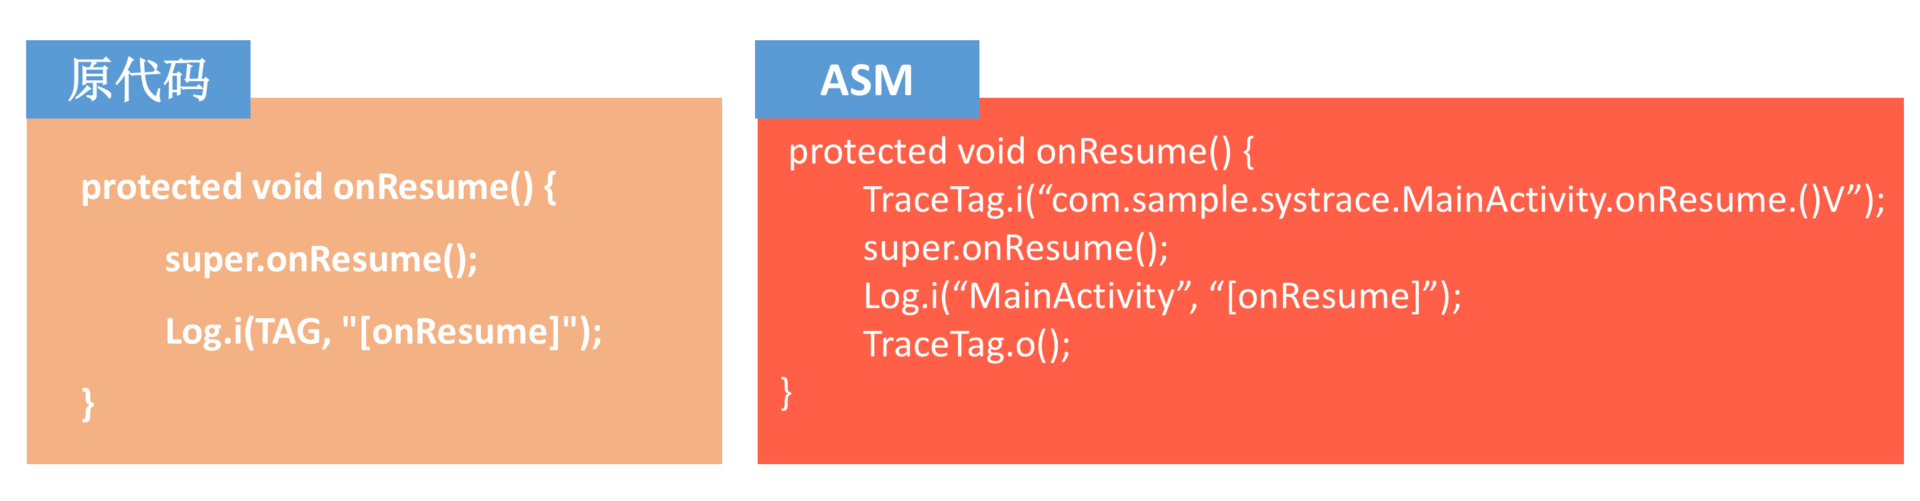 原代码
protected void onResume() {
super.onResume();
Log.i(TAG, "[onResume]");
}
ASM
protected void onResume() {
TraceTag.i(“com.sample.systrace.MainActivity.onResume.()V”);
super.onResume();
Log.i(“MainActivity”, “[onResume]”);
TraceTag.o();
}